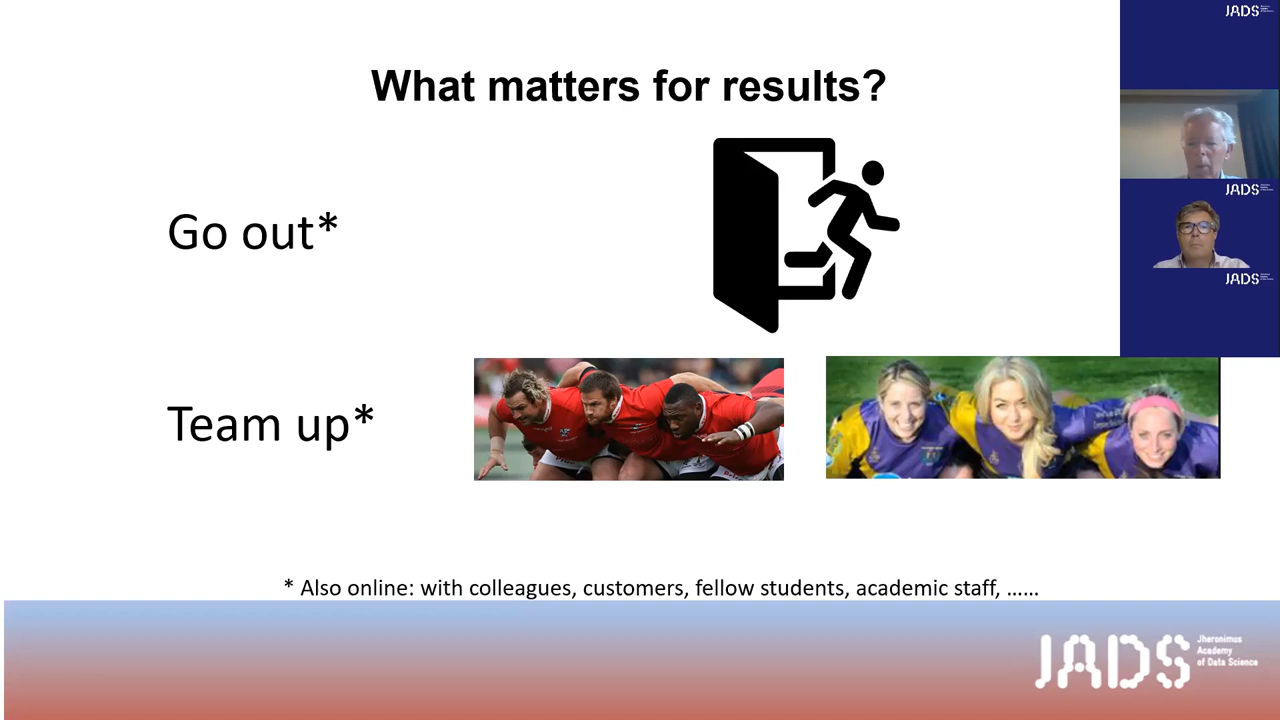 What matters for results?
JADS
Go out*
JADS
JADS
Team up*
* Also online: with colleagues, customers, fellow students, academic staff, ……
JADS
Jheronimus
Academy
of Data Science